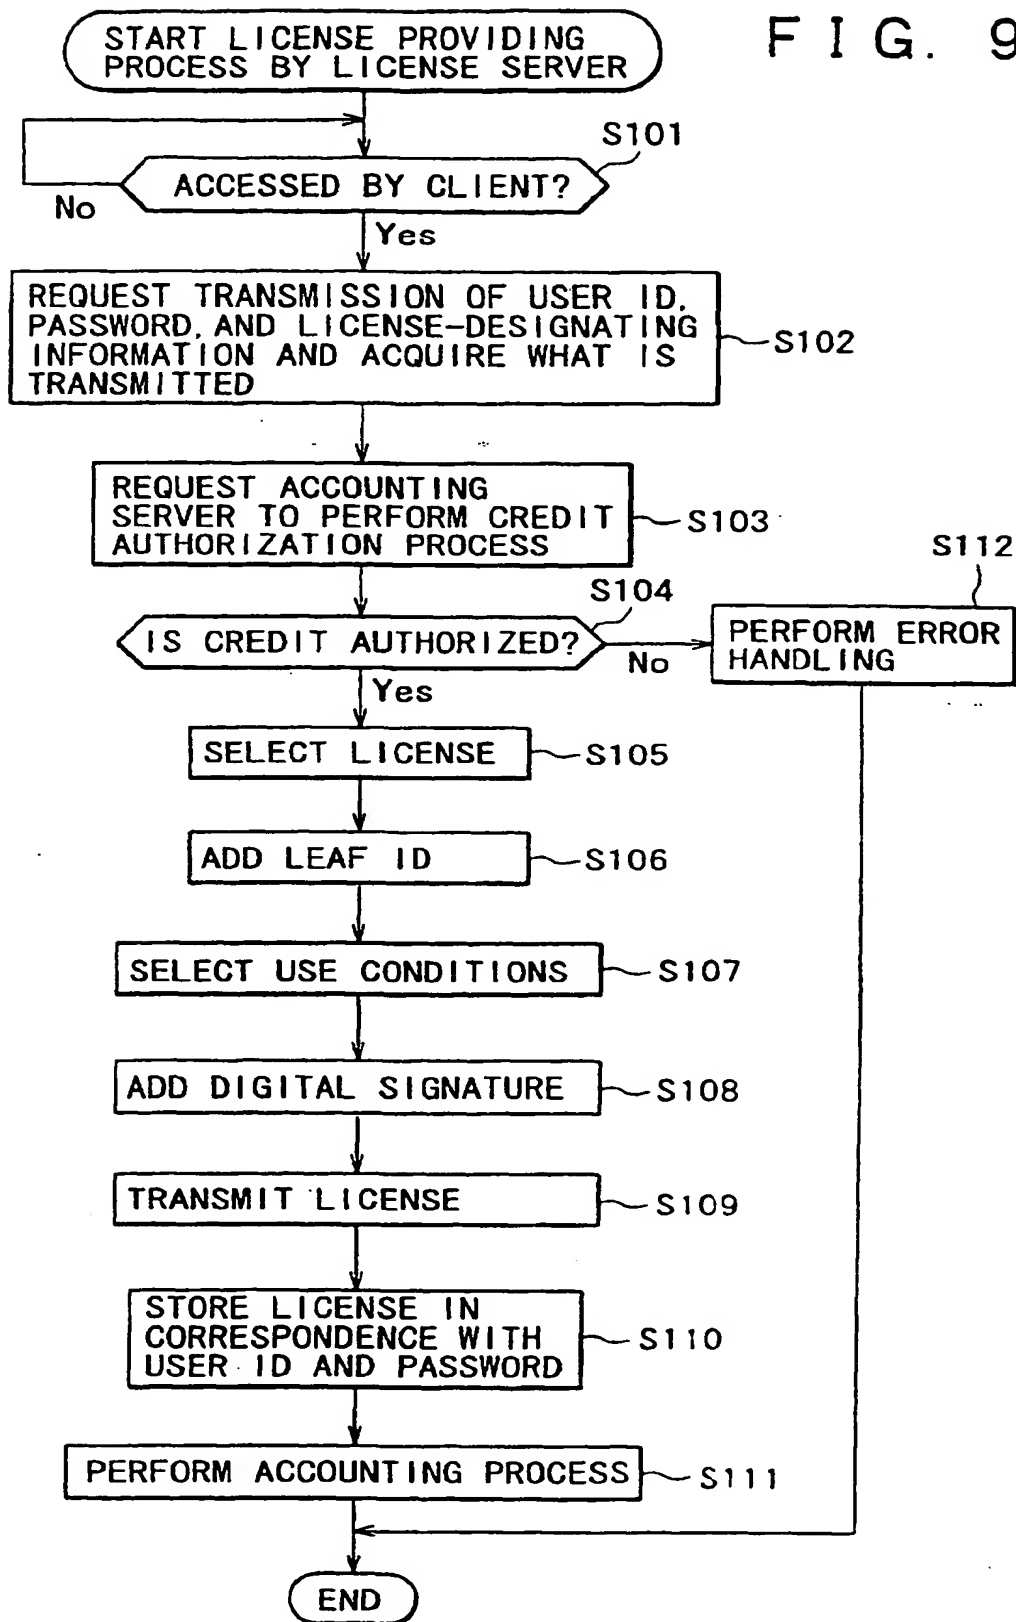 FIG. 9
START LICENSE PROVIDING
PROCESS BY LICENSE SERVER
S101
ACCESSED BY CLIENT?
No
Yes
REQUEST TRANSMISSION OF USER ID,
PASSWORD, AND LICENSE-DESIGNATING
INFORMATION AND ACQUIRE WHAT IS
TRANSMITTED
S102
REQUEST ACCOUNTING
SERVER TO PERFORM CREDIT
AUTHORIZATION PROCESS
S103
S104
IS CREDIT AUTHORIZED?
No
Yes
S112
PERFORM ERROR
HANDLING
SELECT LICENSE
S105
ADD LEAF ID
S106
SELECT USE CONDITIONS
S107
ADD DIGITAL SIGNATURE
S108
TRANSMIT LICENSE
S109
STORE LICENSE IN
CORRESPONDENCE WITH
USER ID AND PASSWORD
S110
PERFORM ACCOUNTING PROCESS
S111
END